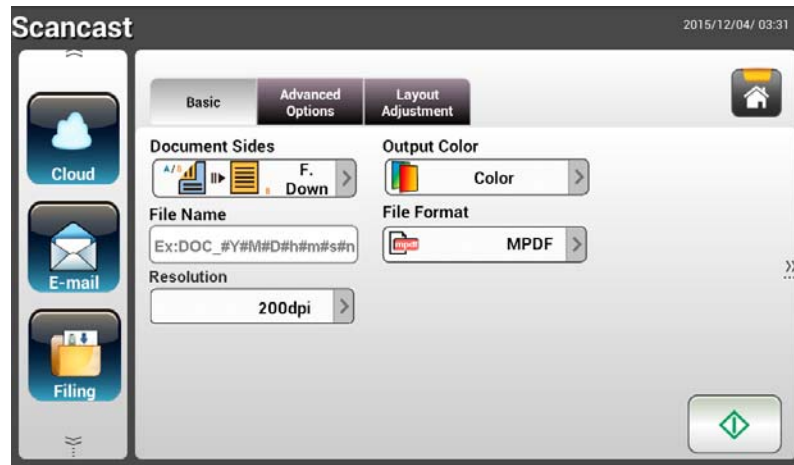 Scancast
2015/12/04/ 03:31
Cloud
E-mail
Filing
Basic
Advanced
Options
Layout
Adjustment
Document Sides
A/B
F.
Down
Output Color
Color
File Name
Ex:DOC_#Y#M#D#h#m#s#n
File Format
mpdf
MPDF
Resolution
200dpi